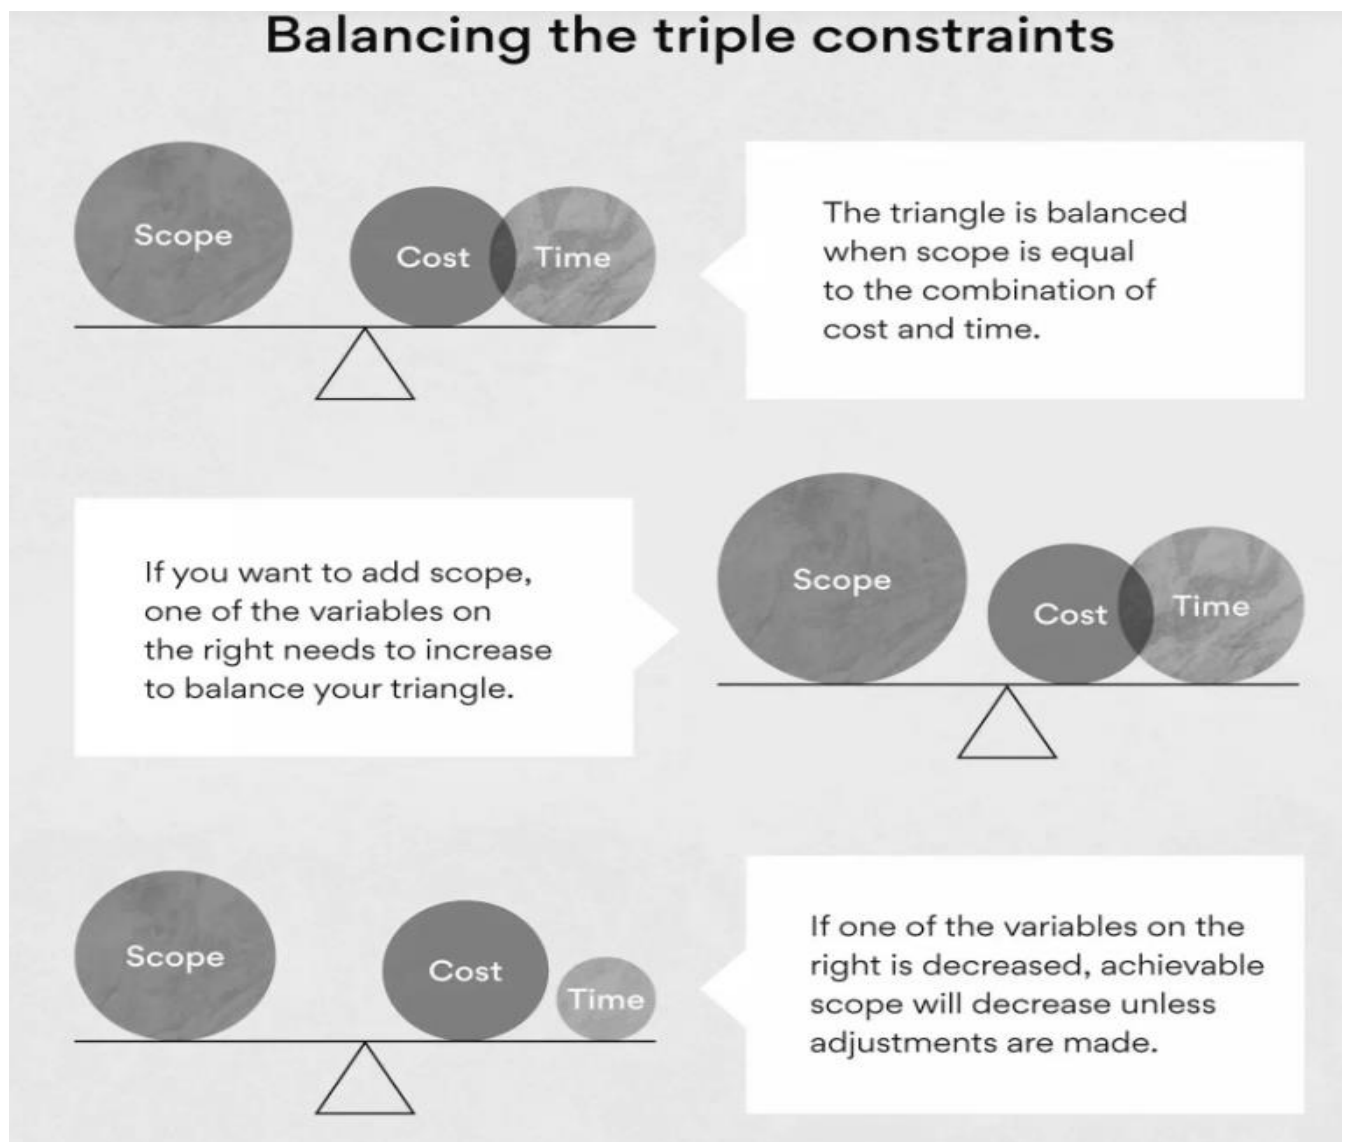 Balancing the triple constraints
Scope
Cost
Time
The triangle is balanced
when scope is equal
to the combination of
cost and time.
If you want to add scope,
one of the variables on
the right needs to increase
to balance your triangle.
Scope
Cost
Time
Scope
Cost
Time
If one of the variables on the
right is decreased, achievable
scope will decrease unless
adjustments are made.